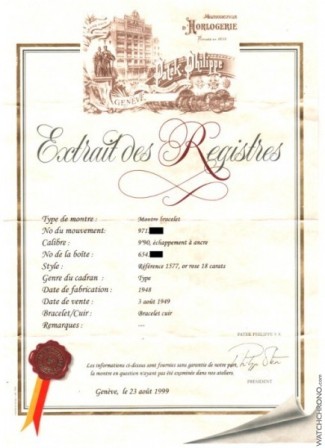 MANUFACTURE
D'HORLOGERIE
Patek Philippe
GENÈVE
Extrait des Registres
Type de montre : Montre bracelet
No du mouvement: 971.
Calibre : 9'''90, échappement à ancre
No de la boîte : 654.
Style : Référence 1577, or rose 18 carats
Genre du cadran : Type
Date de fabrication : 1948
Date de vente : 3 août 1949
Bracelet/Cuir : Bracelet cuir
Remarques : —
PATEK PHILIPPE S A
Les informations ci-dessus sont fournies sans garantie de notre part,
la montre en question n'ayant pas été examinée dans nos ateliers.
PRESIDENT
Genève, le 23 août 1999
WATCHCHRONO.com